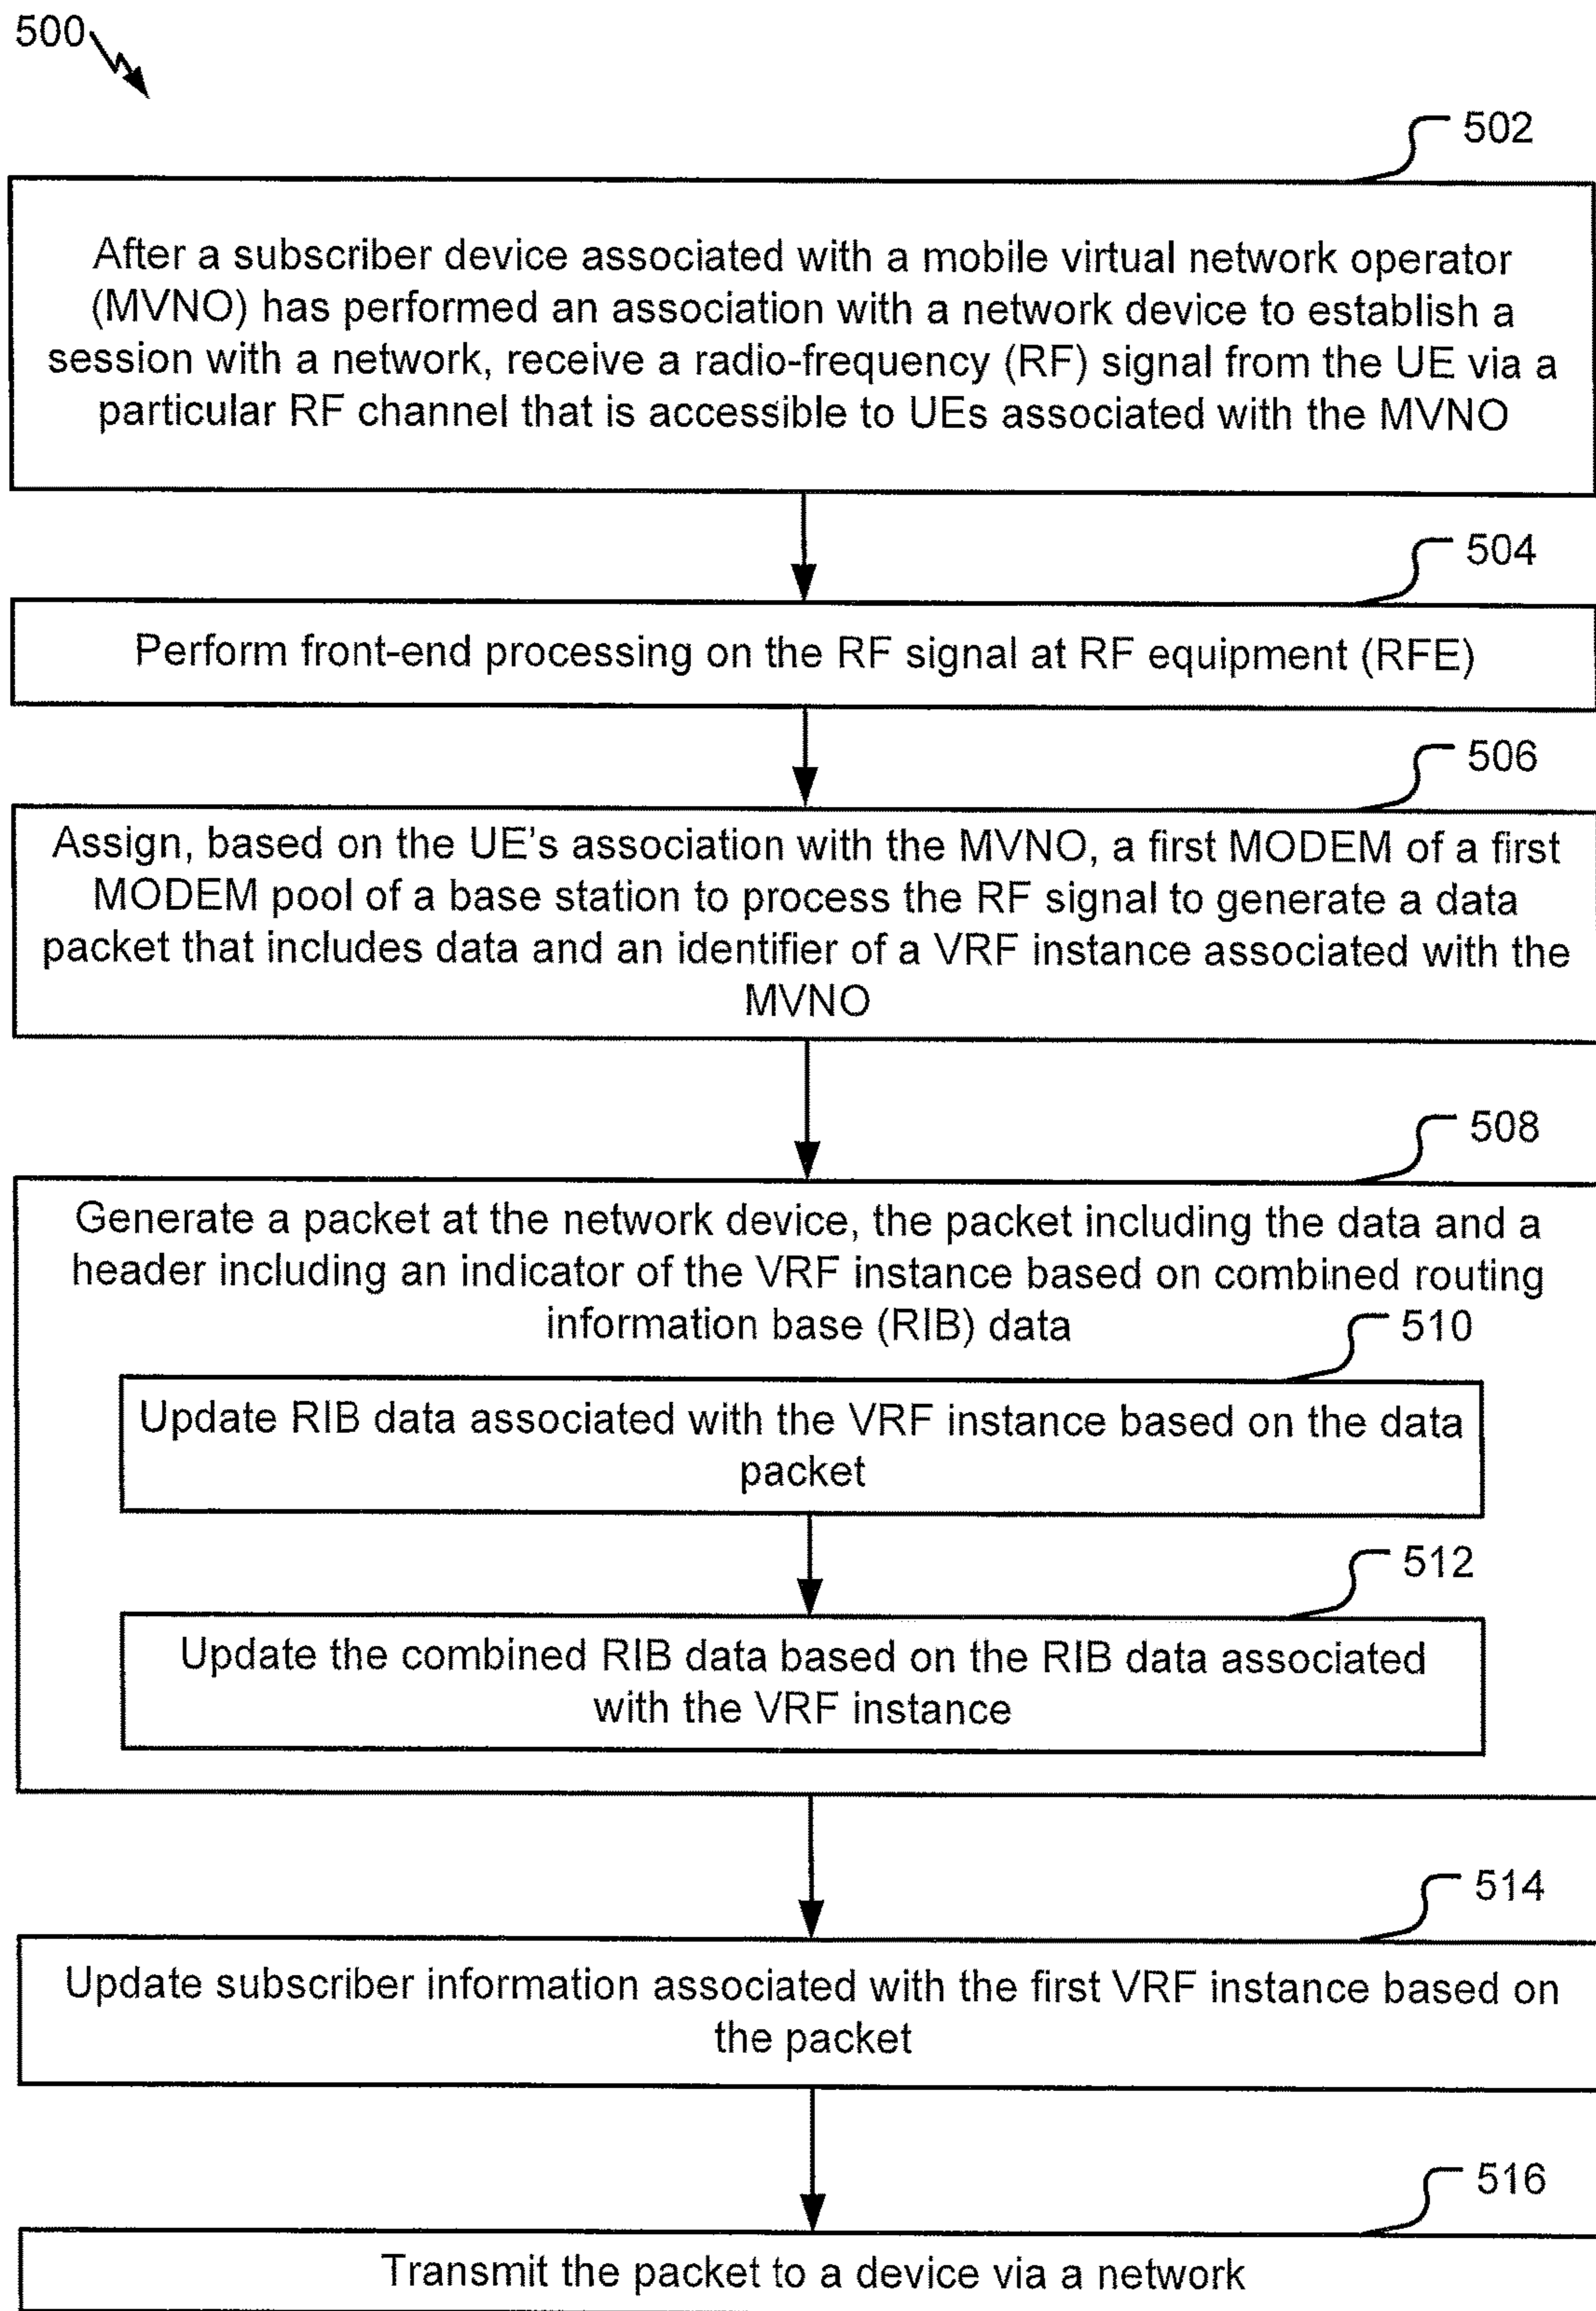 500
502
After a subscriber device associated with a mobile virtual network operator
(MVNO) has performed an association with a network device to establish a
session with a network, receive a radio-frequency (RF) signal from the UE via a
particular RF channel that is accessible to UEs associated with the MVNO
504
Perform front-end processing on the RF signal at RF equipment (RFE)
506
Assign, based on the UE's association with the MVNO, a first MODEM of a first
MODEM pool of a base station to process the RF signal to generate a data
packet that includes data and an identifier of a VRF instance associated with the
MVNO
508
Generate a packet at the network device, the packet including the data and a
header including an indicator of the VRF instance based on combined routing
information base (RIB) data
510
Update RIB data associated with the VRF instance based on the data
packet
512
Update the combined RIB data based on the RIB data associated
with the VRF instance
514
Update subscriber information associated with the first VRF instance based on
the packet
516
Transmit the packet to a device via a network